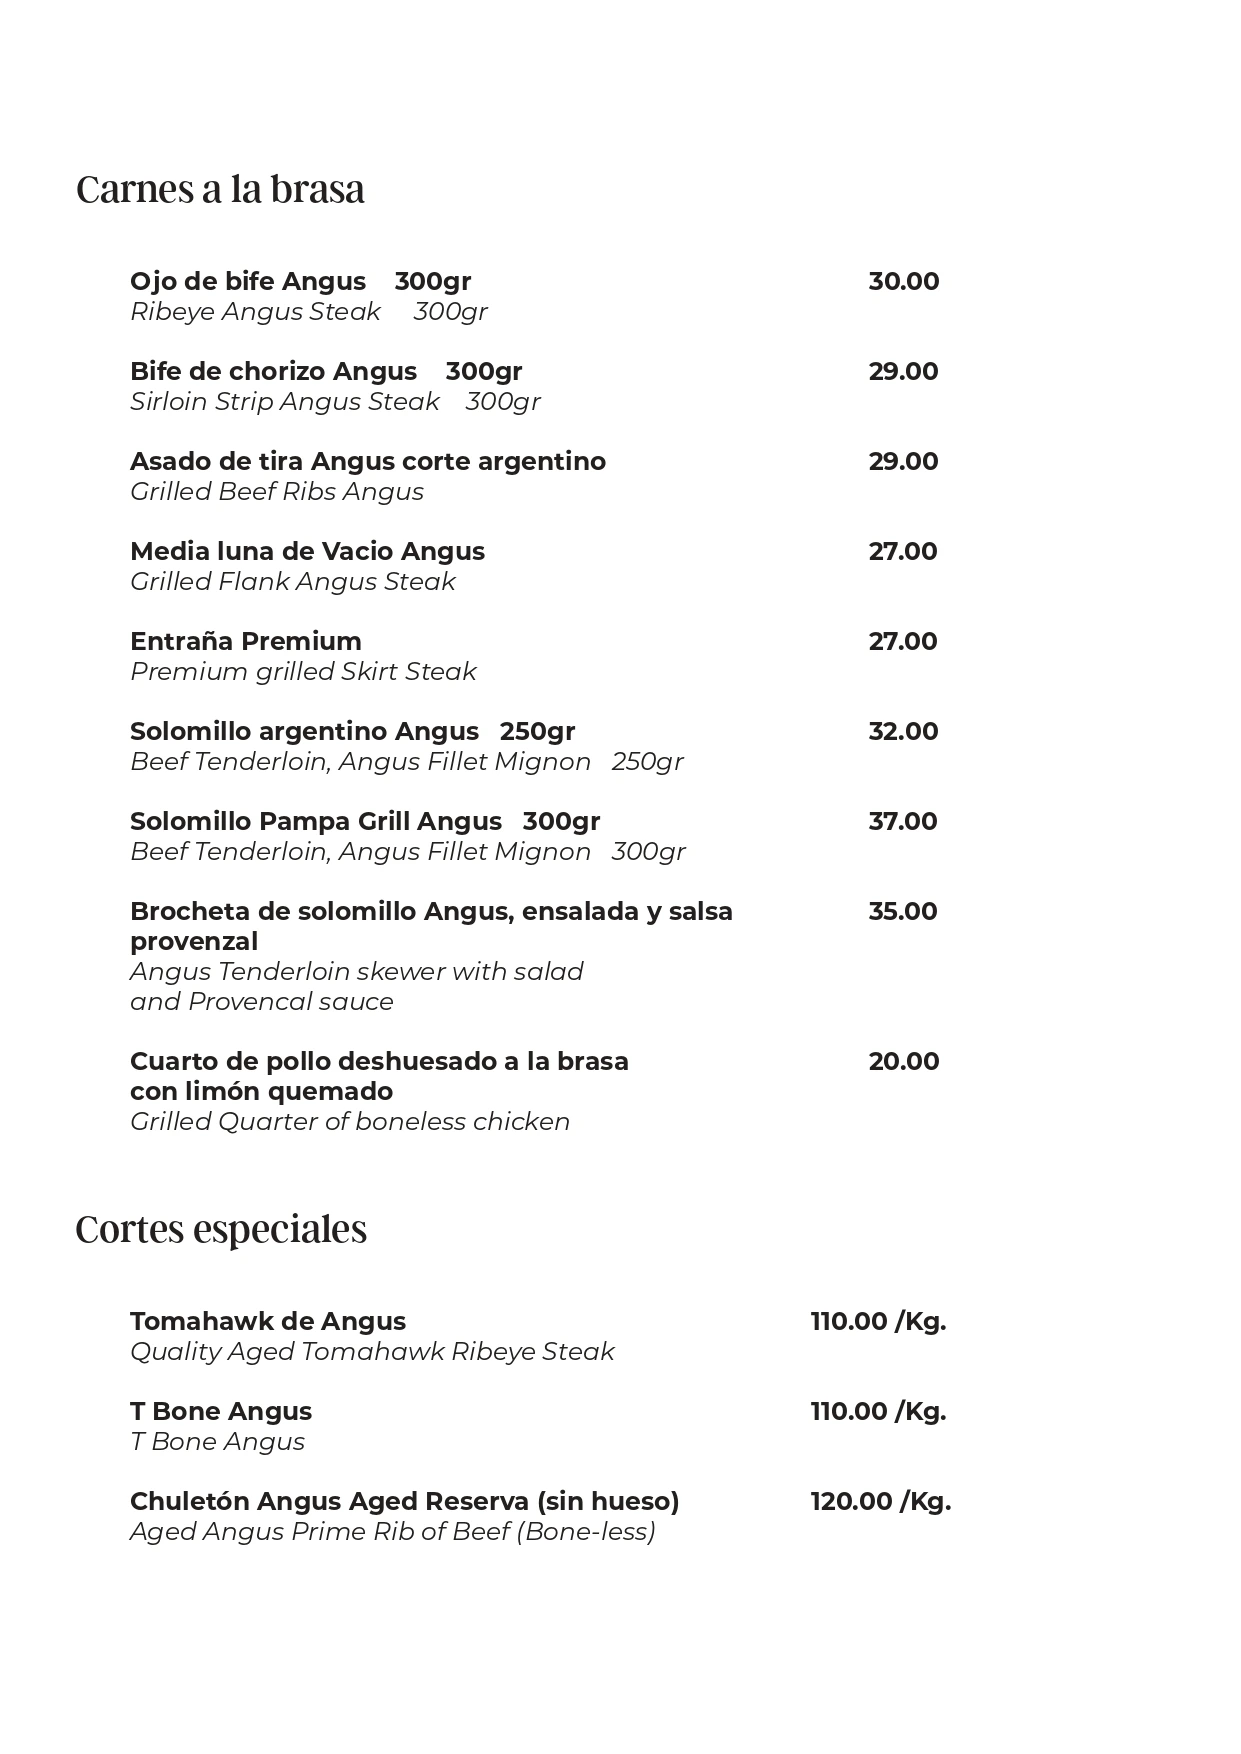 Carnes a la brasa
Ojo de bife Angus 300gr 30.00
Ribeye Angus Steak 300gr
Bife de chorizo Angus 300gr 29.00
Sirloin Strip Angus Steak 300gr
Asado de tira Angus corte argentino 29.00
Grilled Beef Ribs Angus
Media luna de Vacio Angus 27.00
Grilled Flank Angus Steak
Entraña Premium 27.00
Premium grilled Skirt Steak
Solomillo argentino Angus 250gr 32.00
Beef Tenderloin, Angus Fillet Mignon 250gr
Solomillo Pampa Grill Angus 300gr 37.00
Beef Tenderloin, Angus Fillet Mignon 300gr
Brocheta de solomillo Angus, ensalada y salsa 35.00
provenzal
Angus Tenderloin skewer with salad
and Provencal sauce
Cuarto de pollo deshuesado a la brasa 20.00
con limón quemado
Grilled Quarter of boneless chicken
Cortes especiales
Tomahawk de Angus 110.00 /Kg.
Quality Aged Tomahawk Ribeye Steak
T Bone Angus 110.00 /Kg.
T Bone Angus
Chuletón Angus Aged Reserva (sin hueso) 120.00 /Kg.
Aged Angus Prime Rib of Beef (Bone-less)